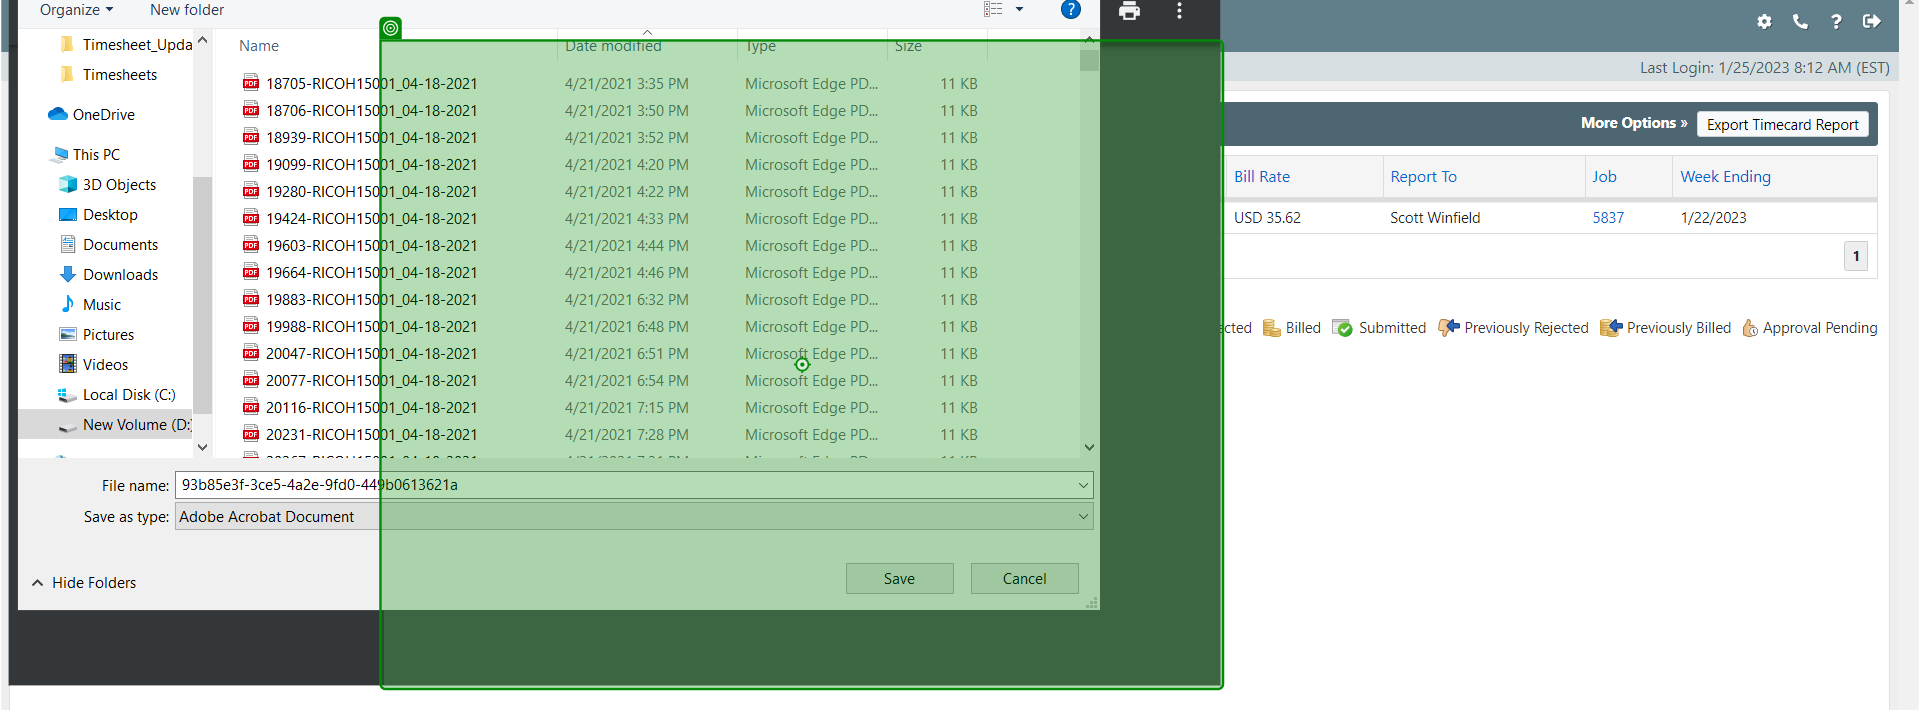 Organize New folder
Last Login: 1/25/2023 8:12 AM (EST)
Timesheet_Upda
Timesheets
OneDrive
This PC
3D Objects
Desktop
Documents
Downloads
Music
Pictures
Videos
Local Disk (C:)
New Volume (D:)
Name Date modified Type Size
18705-RICOH15001_04-18-2021 4/21/2021 3:35 PM Microsoft Edge PD... 11 KB
18706-RICOH15001_04-18-2021 4/21/2021 3:50 PM Microsoft Edge PD... 11 KB
18939-RICOH15001_04-18-2021 4/21/2021 3:52 PM Microsoft Edge PD... 11 KB
19099-RICOH15001_04-18-2021 4/21/2021 4:20 PM Microsoft Edge PD... 11 KB
19280-RICOH15001_04-18-2021 4/21/2021 4:22 PM Microsoft Edge PD... 11 KB
19424-RICOH15001_04-18-2021 4/21/2021 4:33 PM Microsoft Edge PD... 11 KB
19603-RICOH15001_04-18-2021 4/21/2021 4:44 PM Microsoft Edge PD... 11 KB
19664-RICOH15001_04-18-2021 4/21/2021 4:46 PM Microsoft Edge PD... 11 KB
19883-RICOH15001_04-18-2021 4/21/2021 6:32 PM Microsoft Edge PD... 11 KB
19988-RICOH15001_04-18-2021 4/21/2021 6:48 PM Microsoft Edge PD... 11 KB
20047-RICOH15001_04-18-2021 4/21/2021 6:51 PM Microsoft Edge PD... 11 KB
20077-RICOH15001_04-18-2021 4/21/2021 6:54 PM Microsoft Edge PD... 11 KB
20116-RICOH15001_04-18-2021 4/21/2021 7:15 PM Microsoft Edge PD... 11 KB
20231-RICOH15001_04-18-2021 4/21/2021 7:28 PM Microsoft Edge PD... 11 KB
File name: 93b85e3f-3ce5-4a2e-9fd0-449b0613621a
Save as type: Adobe Acrobat Document
Hide Folders
Save Cancel
More Options » Export Timecard Report
Bill Rate Report To Job Week Ending
USD 35.62 Scott Winfield 5837 1/22/2023
1
cted Billed Submitted Previously Rejected Previously Billed Approval Pending